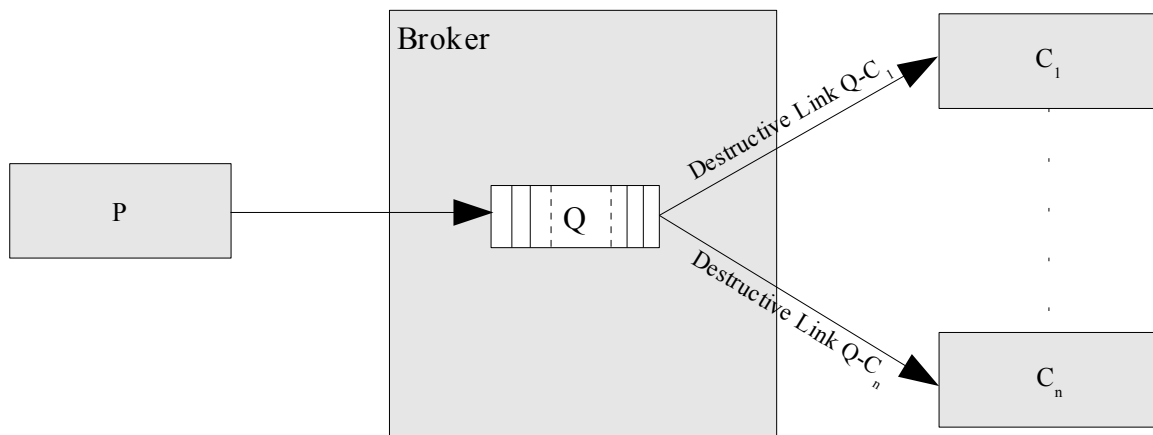 Broker
P
Q
Destructive Link Q-C₁
Destructive Link Q-Cₙ
C₁
Cₙ